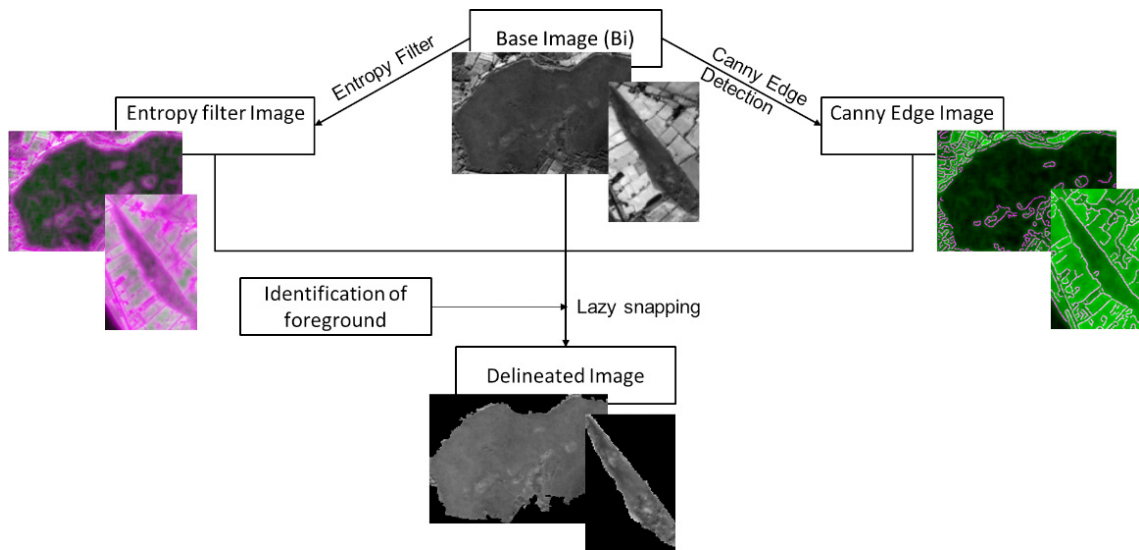 Base Image (Bi)
Entropy Filter
Canny Edge
Detection
Entropy filter Image
Canny Edge Image
Identification of
foreground
Lazy snapping
Delineated Image